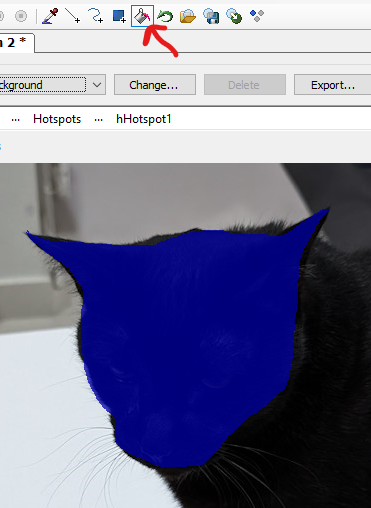 n 2 *
ckground Change... Delete Export...
... Hotspots ... hHotspot1